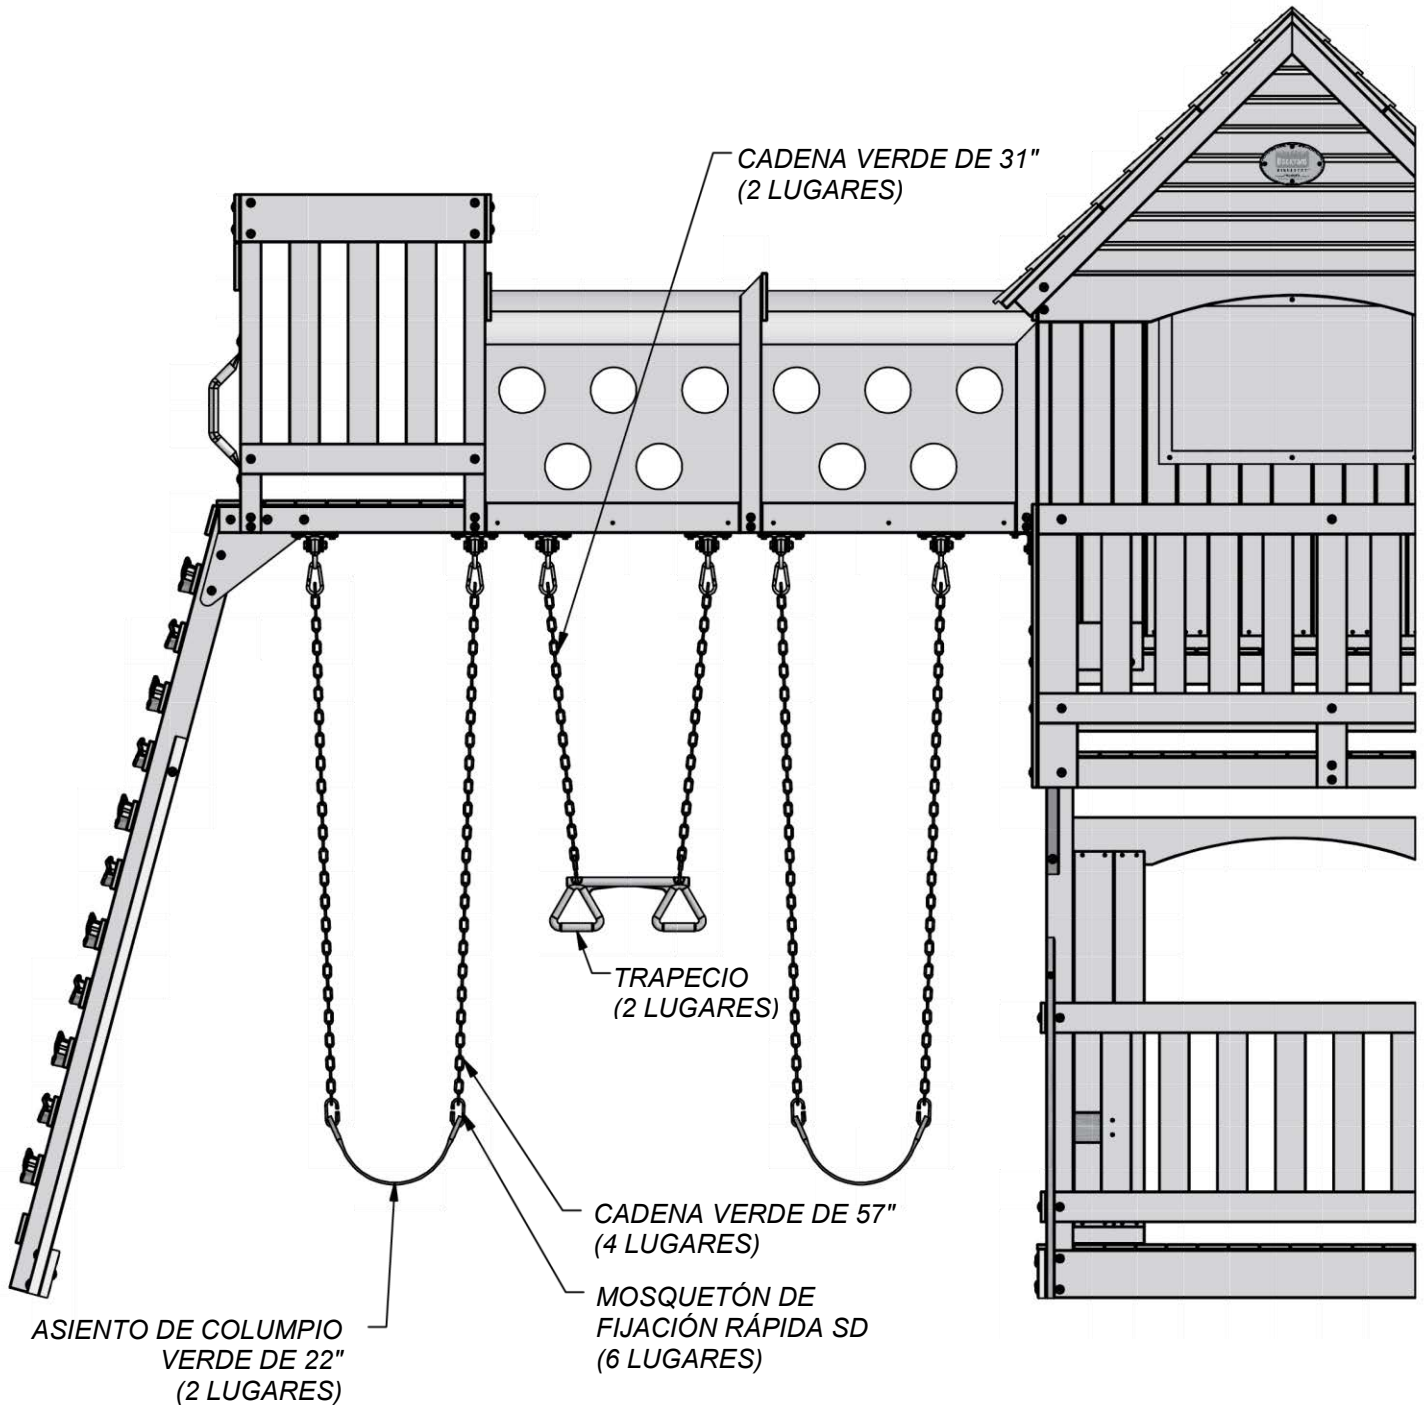 CADENA VERDE DE 31"
(2 LUGARES)
TRAPECIO
(2 LUGARES)
CADENA VERDE DE 57"
(4 LUGARES)
MOSQUETÓN DE
FIJACIÓN RÁPIDA SD
(6 LUGARES)
ASIENTO DE COLUMPIO
VERDE DE 22"
(2 LUGARES)